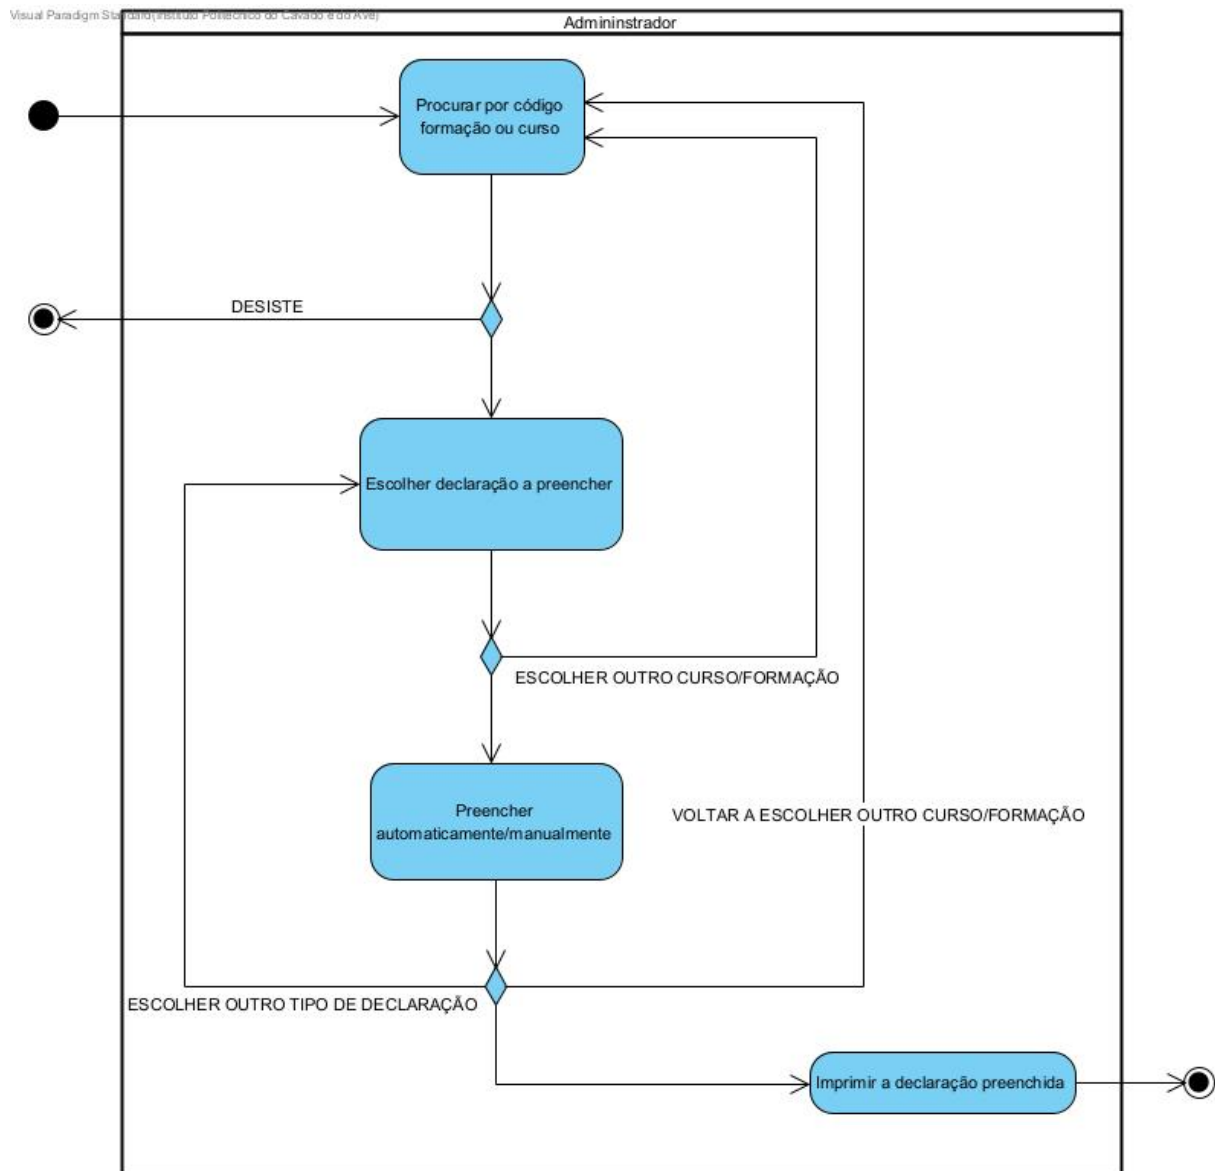 Visual Paradigm Standard(Instituto Politecnico do Cavado e do Ave)
Admininstrador
Procurar por código
formação ou curso
DESISTE
Escolher declaração a preencher
ESCOLHER OUTRO CURSO/FORMAÇÃO
Preencher
automaticamente/manualmente
VOLTAR A ESCOLHER OUTRO CURSO/FORMAÇÃO
ESCOLHER OUTRO TIPO DE DECLARAÇÃO
Imprimir a declaração preenchida